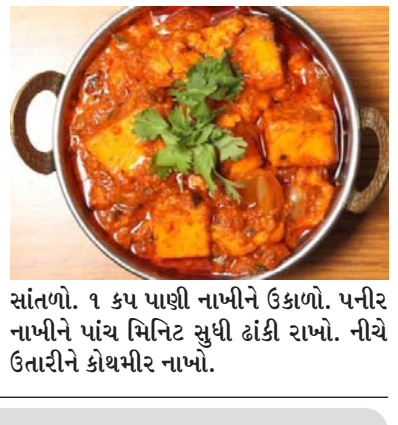 સાંતળો. ૧ કપ પાણી નાખીને ઉકાળો. પનીર
નાખીને પાંચ મિનિટ સુધી ઢાંકી રાખો. નીચે
ઉતારીને કોથમીર નાખો.